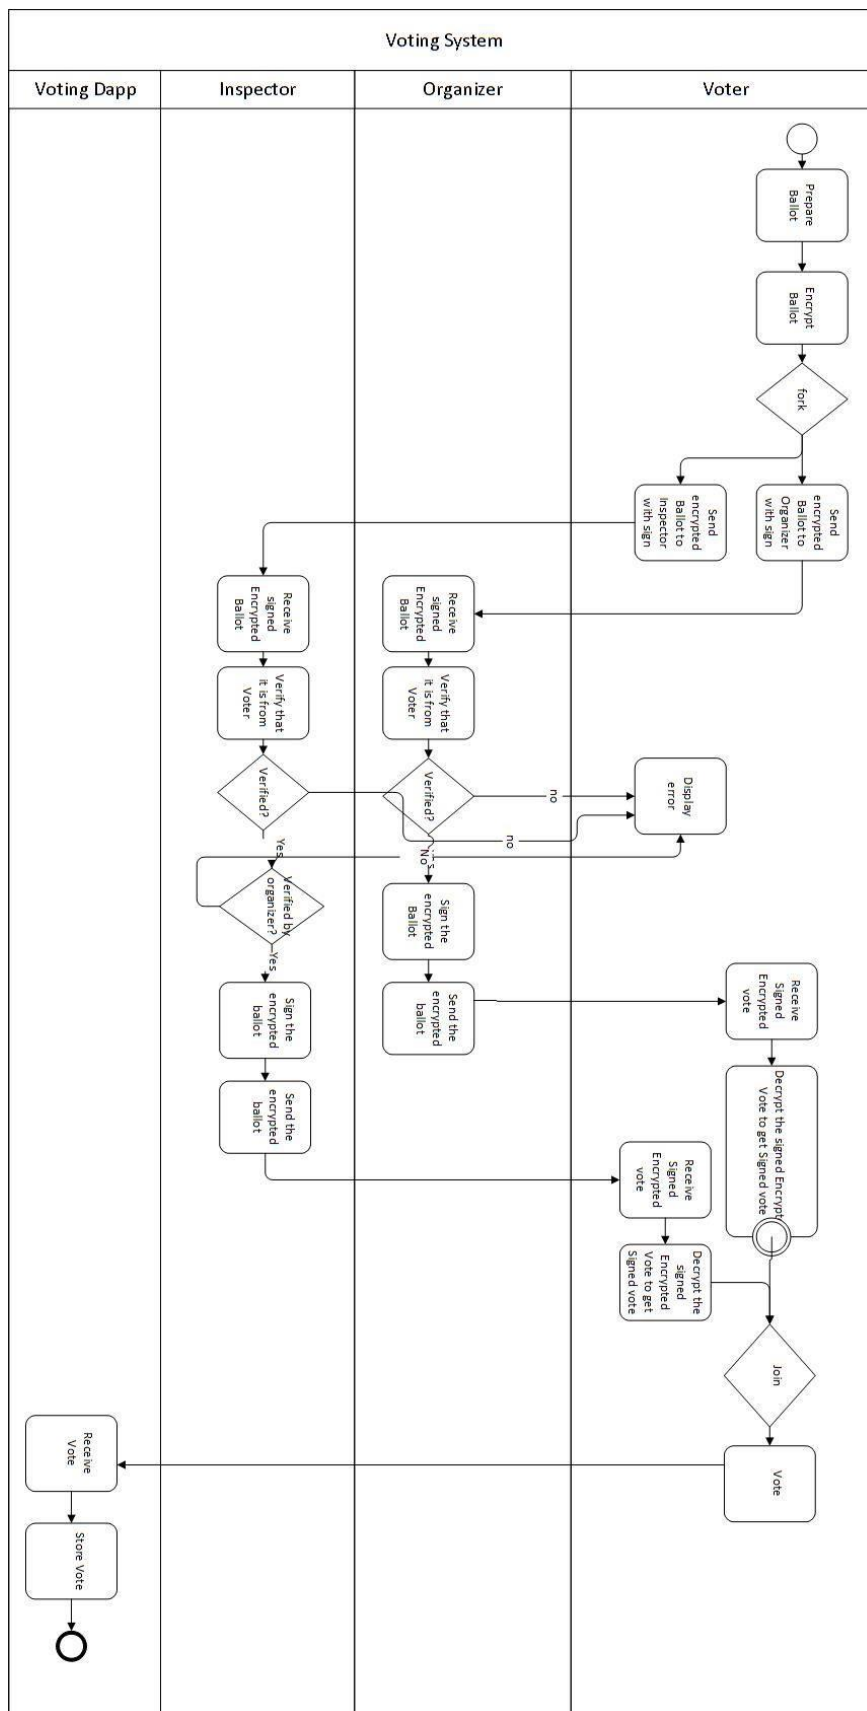 Voting System
Voting Dapp
Inspector
Organizer
Voter
Prepare
Ballot
Encrypt
Ballot
fork
Send
encrypted
Ballot to
Inspector
with sign
Send
encrypted
Ballot to
Organizer
with sign
Receive
signed
Encrypted
Ballot
Receive
signed
Encrypted
Ballot
Verify that
it is from
Voter
Verify that
it is from
Voter
Verified?
Verified?
no
Display
error
no
Yes
No
Verified by
organizer?
Sign the
encrypted
Ballot
Yes
Sign the
encrypted
ballot
Send the
encrypted
ballot
Receive
Signed
Encrypted
vote
Send the
encrypted
ballot
Decrypt the signed Encrypt
Vote to get Signed vote
Receive
Signed
Encrypted
vote
Decrypt the
signed
Encrypted
Vote to get
Signed vote
Join
Receive
Vote
Vote
Store Vote